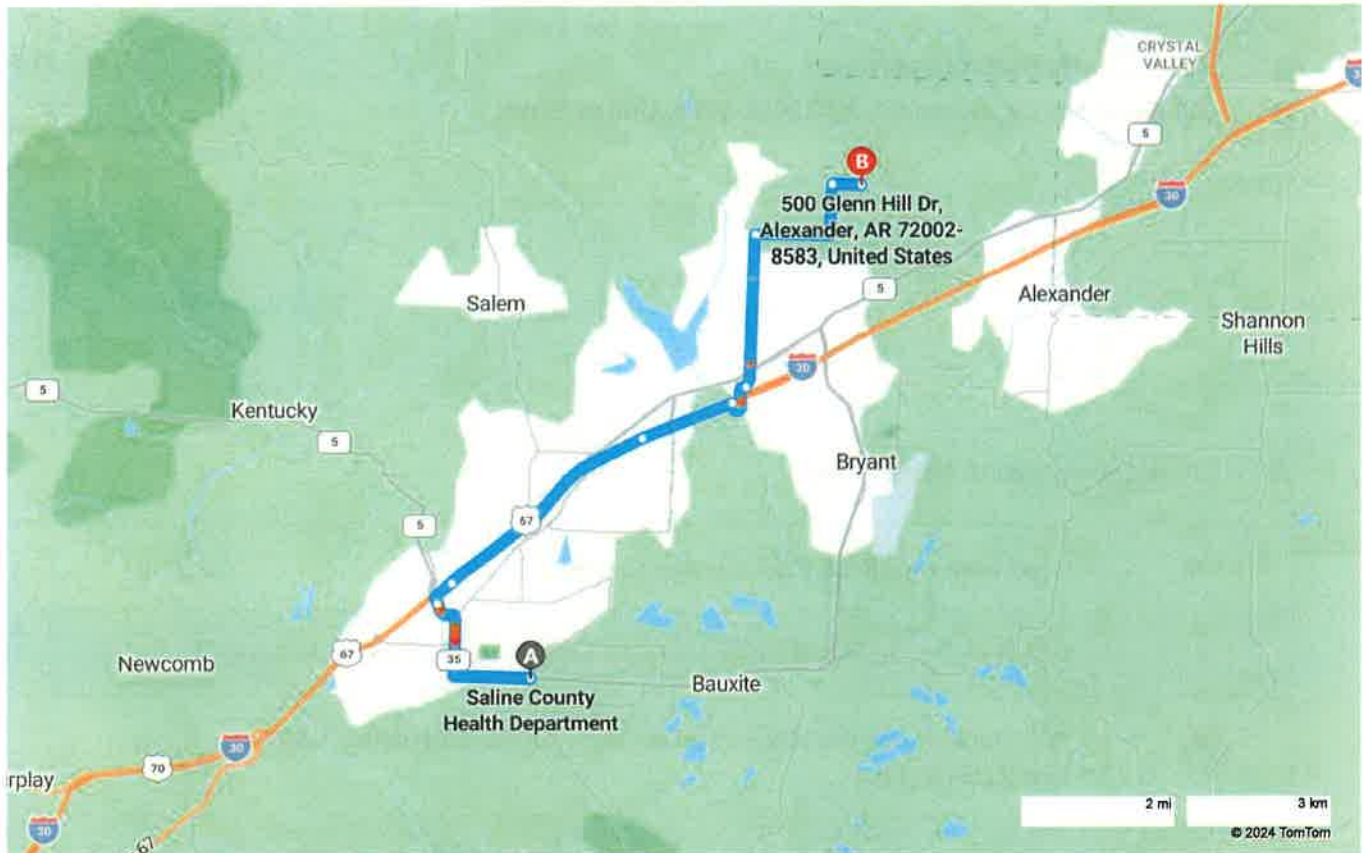 CRYSTAL
VALLEY
30
5
30
B
500 Glenn Hill Dr,
Alexander, AR 72002-
8583, United States
5
Salem
Alexander
Shannon
Hills
30
5
Kentucky
5
Bryant
67
5
A
67
35
Newcomb
Bauxite
Saline County
Health Department
30
70
rplay
30
67
2 mi
3 km
© 2024 TomTom